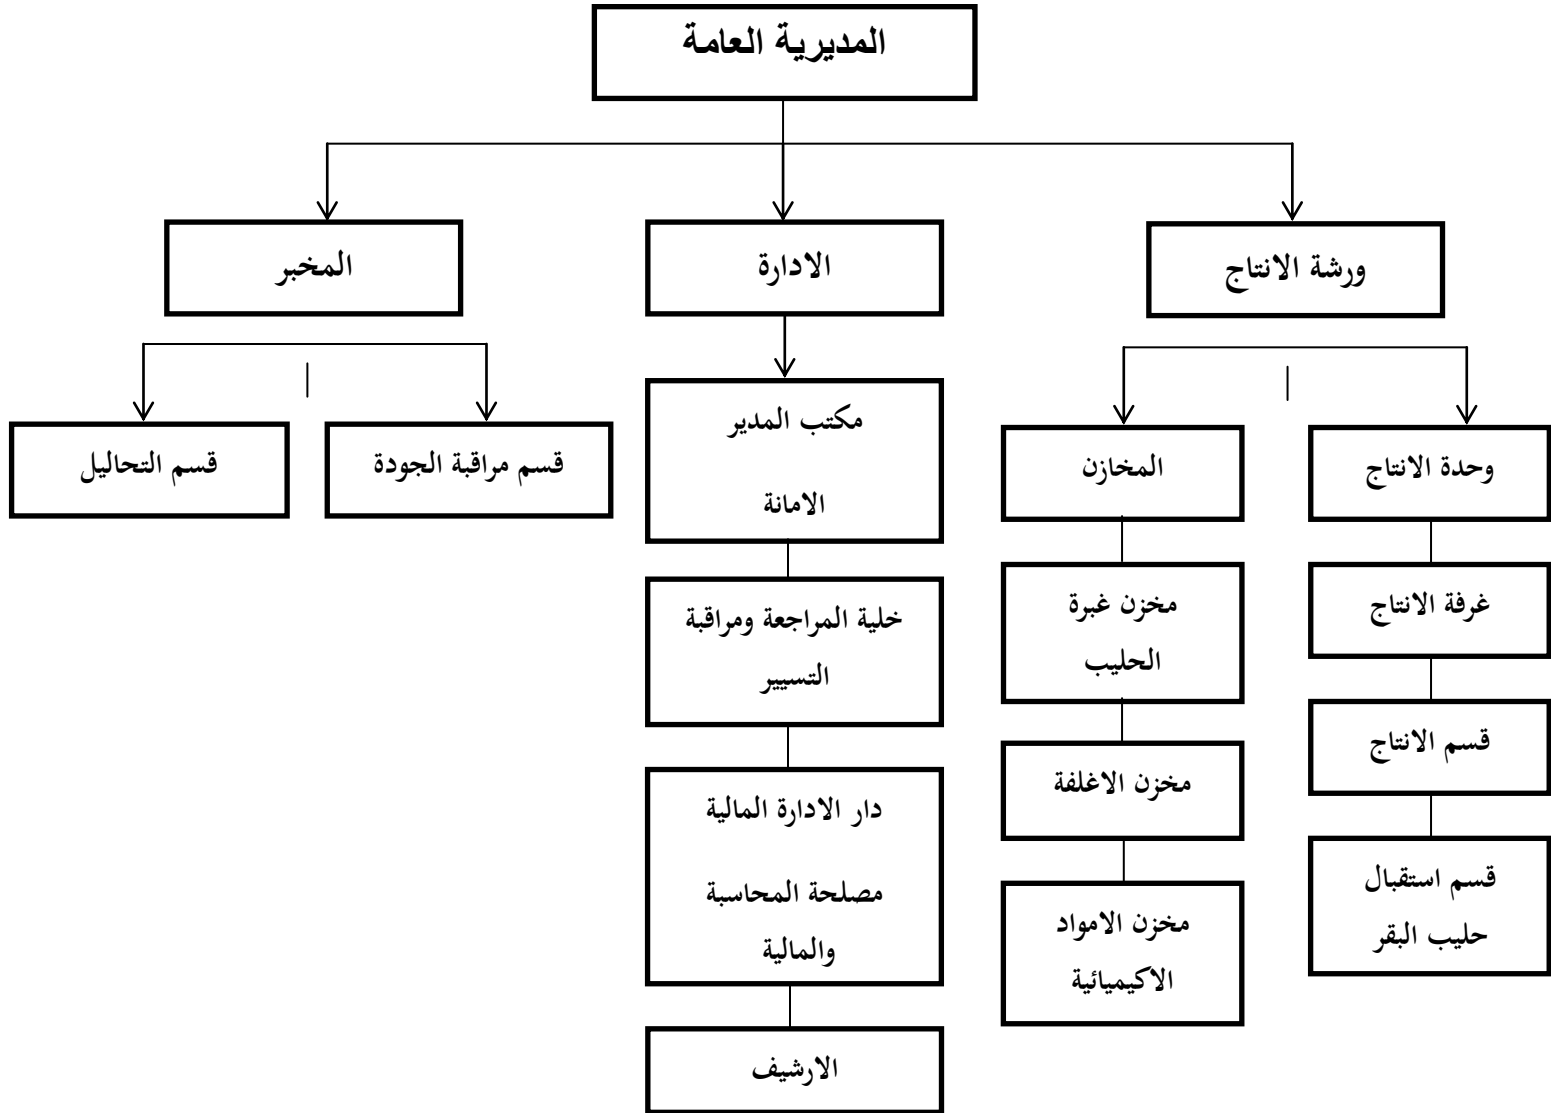 المديرية العامة
ورشة الانتاج
الادارة
المخبر
وحدة الانتاج
المخازن
مكتب المدير
الامانة
قسم مراقبة الجودة
قسم التحاليل
غرفة الانتاج
مخزن غبرة
الحليب
خلية المراجعة ومراقبة
التسيير
قسم الانتاج
مخزن الاغلفة
دار الادارة المالية
مصلحة المحاسبة
والمالية
قسم استقبال
حليب البقر
مخزن الامواد
الاكيميائية
الارشيف